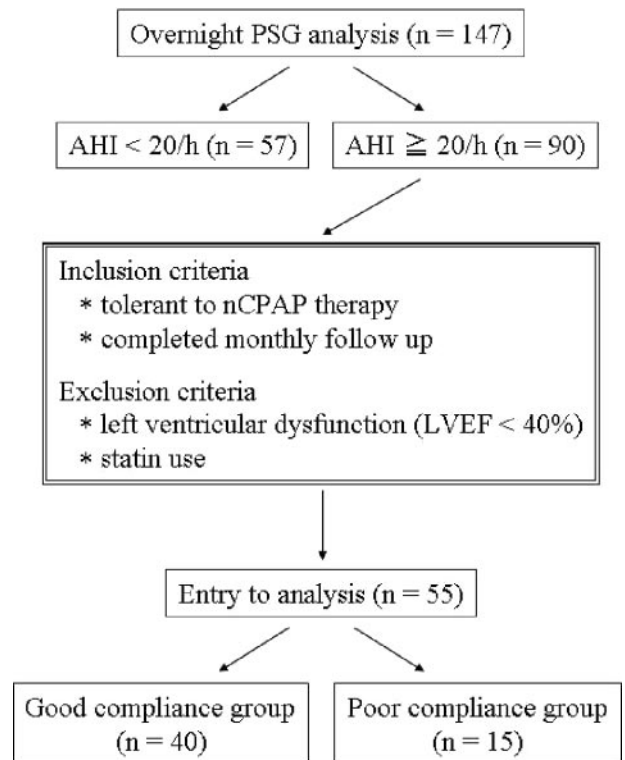 Overnight PSG analysis (n = 147)
AHI < 20/h (n = 57)
AHI ≧ 20/h (n = 90)
Inclusion criteria
* tolerant to nCPAP therapy
* completed monthly follow up
Exclusion criteria
* left ventricular dysfunction (LVEF < 40%)
* statin use
Entry to analysis (n = 55)
Good compliance group
(n = 40)
Poor compliance group
(n = 15)